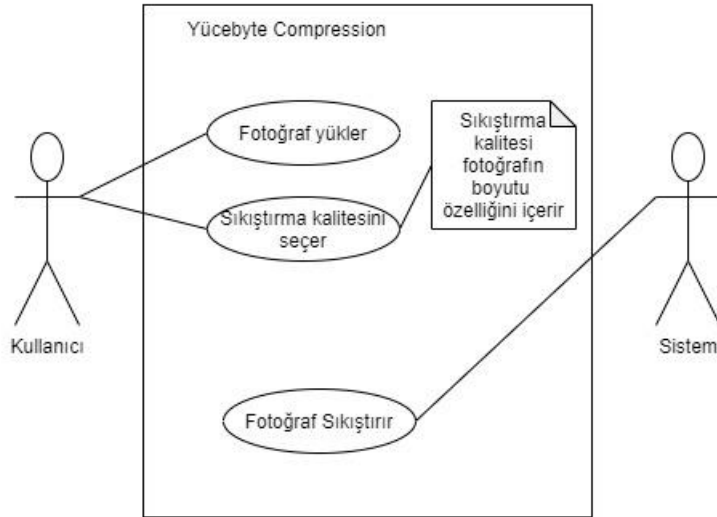 Yücebyte Compression
Fotoğraf yükler
Sıkıştırma
kalitesi
fotoğrafın
boyutu
özelliğini içerir
Sıkıştırma kalitesini
seçer
Kullanıcı
Sistem
Fotoğraf Sıkıştırır